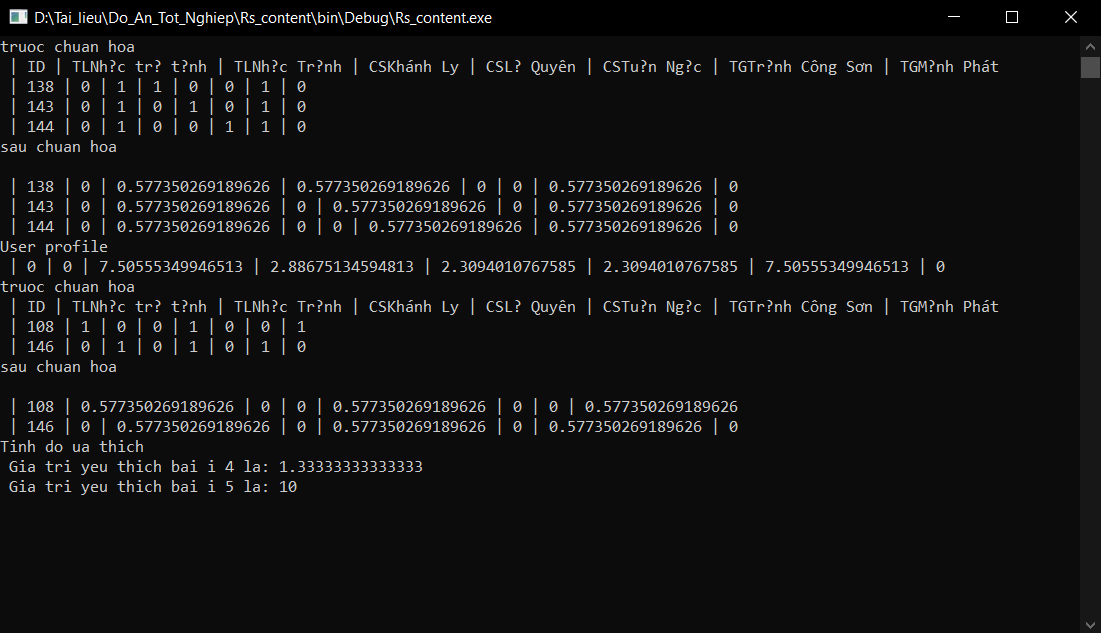 D:\Tai_lieu\Do_An_Tot_Nghiep\Rs_content\bin\Debug\Rs_content.exe
truoc chuan hoa
| ID | TLNh?c tr? t?nh | TLNh?c Tr?nh | CSKhánh Ly | CSL? Quyên | CSTu?n Ng?c | TGTr?nh Công Sơn | TGM?nh Phát
| 138 | 0 | 1 | 1 | 0 | 0 | 1 | 0
| 143 | 0 | 1 | 0 | 1 | 0 | 1 | 0
| 144 | 0 | 1 | 0 | 0 | 1 | 1 | 0
sau chuan hoa
| 138 | 0 | 0.577350269189626 | 0.577350269189626 | 0 | 0 | 0.577350269189626 | 0
| 143 | 0 | 0.577350269189626 | 0 | 0.577350269189626 | 0 | 0.577350269189626 | 0
| 144 | 0 | 0.577350269189626 | 0 | 0 | 0.577350269189626 | 0.577350269189626 | 0
User profile
| 0 | 0 | 7.50555349946513 | 2.88675134594813 | 2.3094010767585 | 2.3094010767585 | 7.50555349946513 | 0
truoc chuan hoa
| ID | TLNh?c tr? t?nh | TLNh?c Tr?nh | CSKhánh Ly | CSL? Quyên | CSTu?n Ng?c | TGTr?nh Công Sơn | TGM?nh Phát
| 108 | 1 | 0 | 0 | 1 | 0 | 0 | 1
| 146 | 0 | 1 | 0 | 1 | 0 | 1 | 0
sau chuan hoa
| 108 | 0.577350269189626 | 0 | 0 | 0.577350269189626 | 0 | 0 | 0.577350269189626
| 146 | 0 | 0.577350269189626 | 0 | 0.577350269189626 | 0 | 0.577350269189626 | 0
Tinh do ua thich
Gia tri yeu thich bai i 4 la: 1.33333333333333
Gia tri yeu thich bai i 5 la: 10